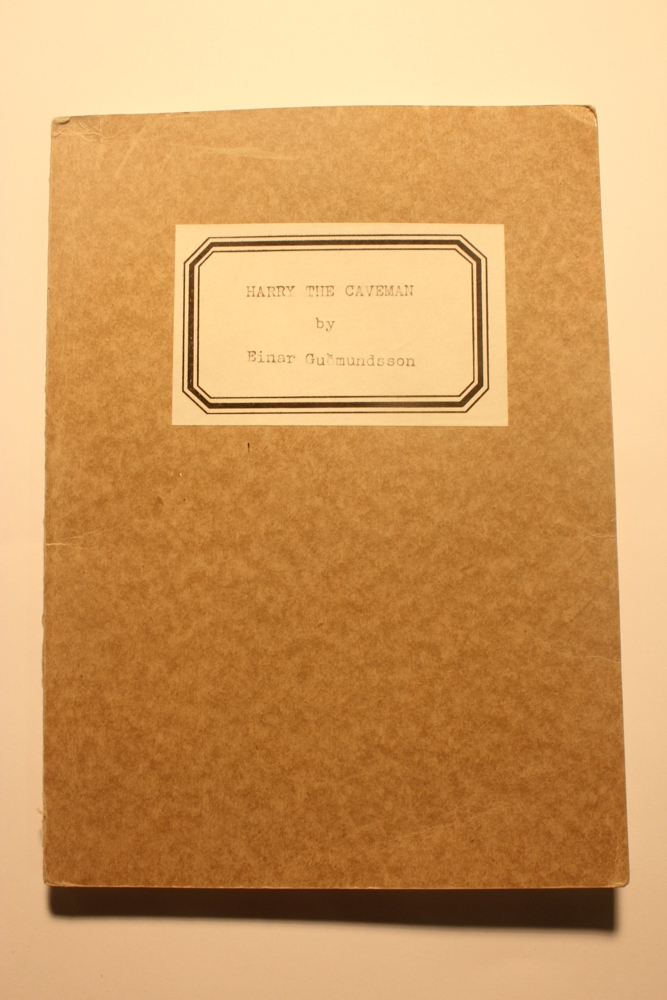 HARRY THE CAVEMAN
by
Einar Guðmundsson